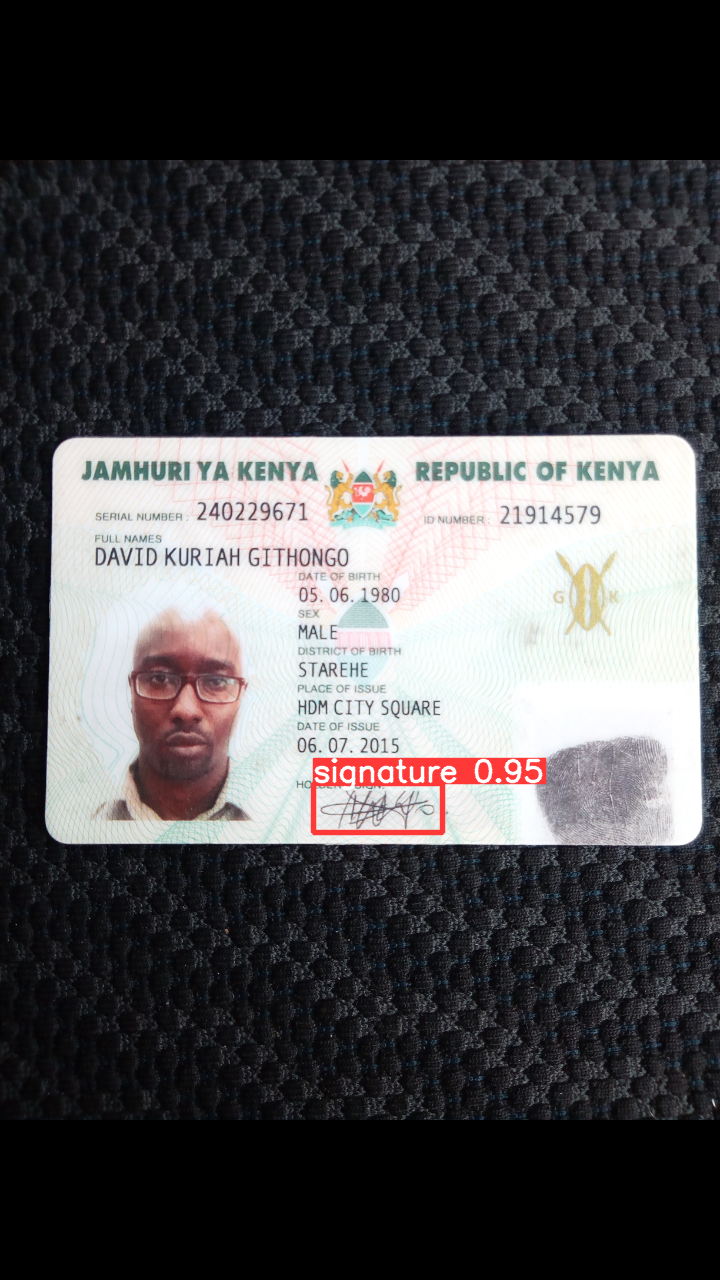 JAMHURI YA KENYA REPUBLIC OF KENYA
SERIAL NUMBER : 240229671 ID NUMBER : 21914579
FULL NAMES
DAVID KURIAH GITHONGO
DATE OF BIRTH
05. 06. 1980
SEX
MALE
G K
DISTRICT OF BIRTH
STAREHE
PLACE OF ISSUE
HDM CITY SQUARE
DATE OF ISSUE
06. 07. 2015
signature 0.95
SIGN.